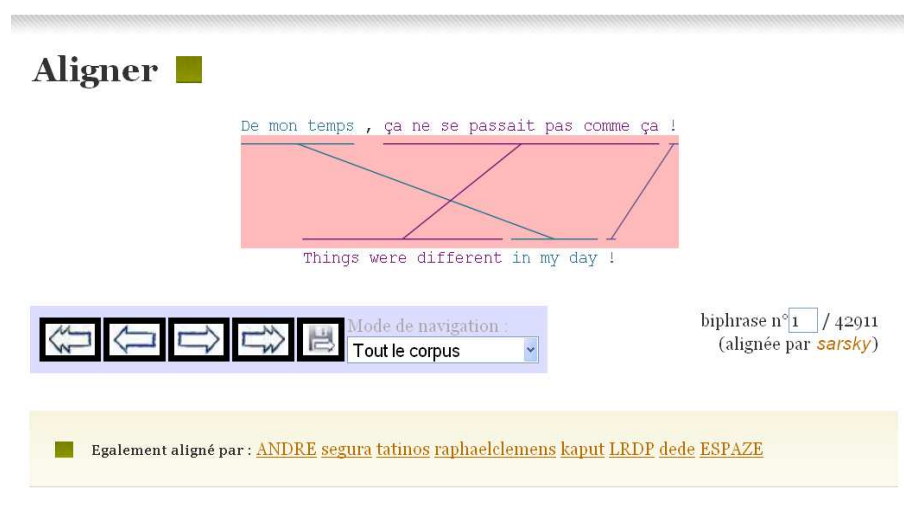 Aligner
De mon temps , ça ne se passait pas comme ça !
Things were different in my day !
Mode de navigation :
Tout le corpus
biphrase n° 1 / 42911
(alignée par sarsky)
Egalement aligné par : ANDRE segura tatinos raphaelclemens kaput LRDP dede ESPAZE